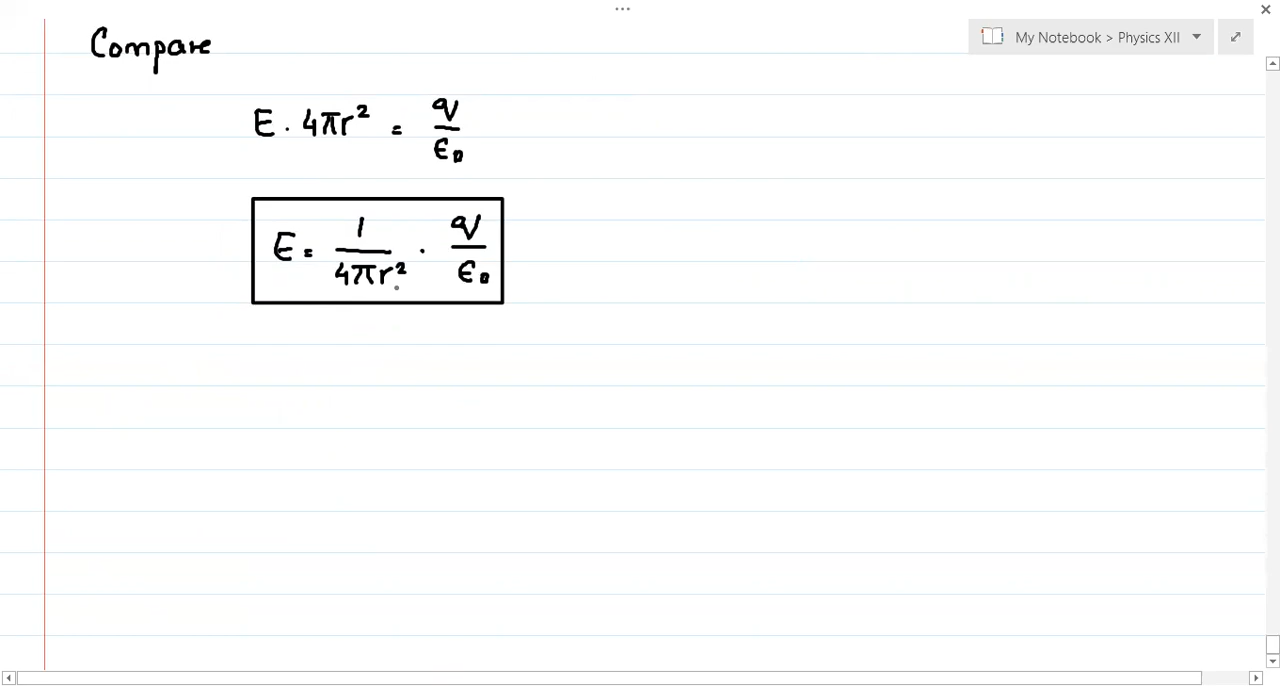 ...
My Notebook > Physics XII
Compare
E · 4πr² = q/ε₀
E = 1/4πr² · q/ε₀